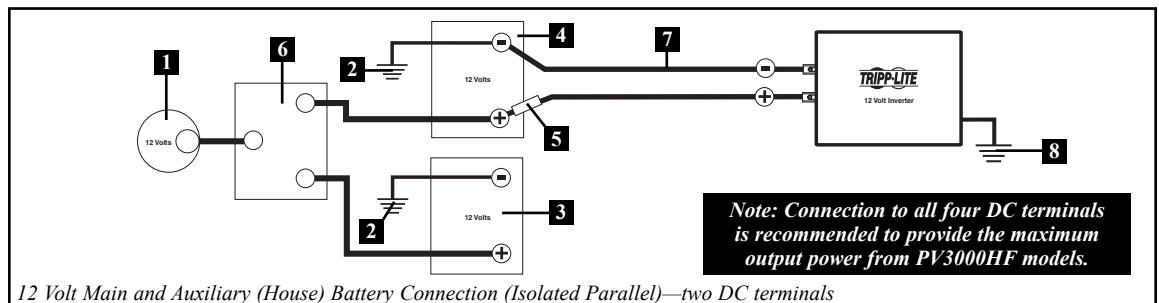 1
6
4
7
2
12 Volts
5
TRIPP-LITE
12 Volt Inverter
12 Volts
8
3
2
12 Volts
Note: Connection to all four DC terminals
is recommended to provide the maximum
output power from PV3000HF models.
12 Volt Main and Auxiliary (House) Battery Connection (Isolated Parallel)—two DC terminals